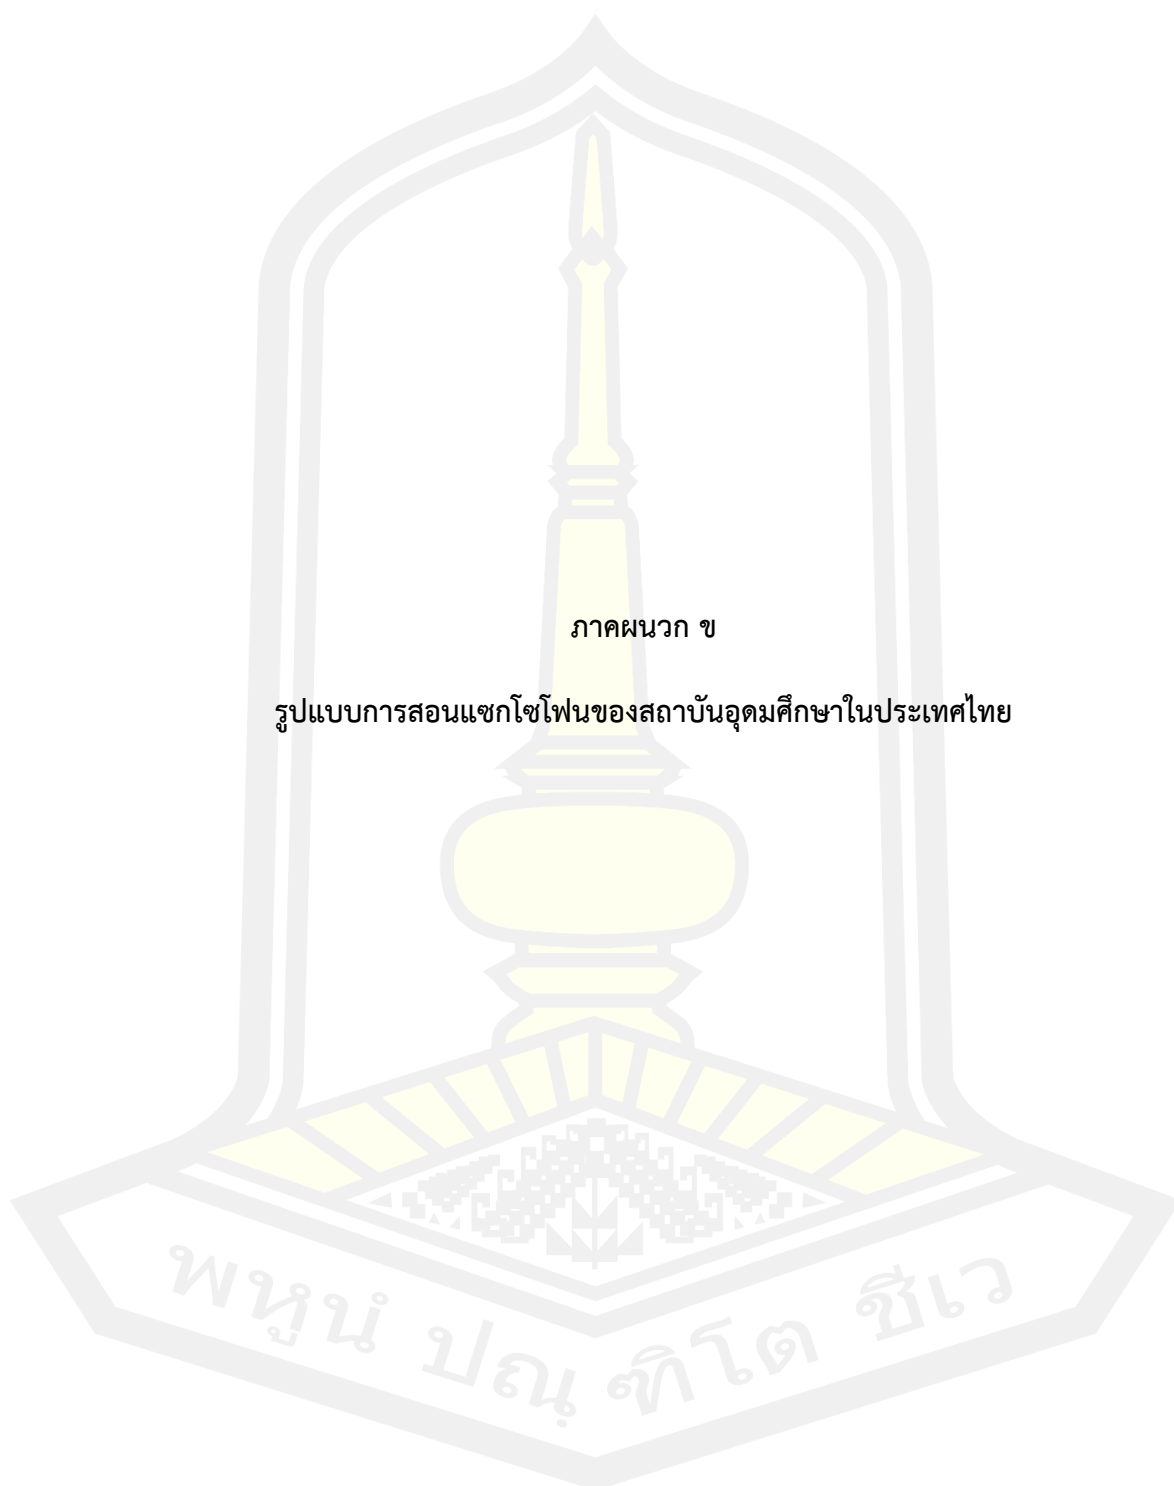 ภาคผนวก ข
รูปแบบการสอนแซกโซโฟนของสถาบันอุดมศึกษาในประเทศไทย
พหูนํ ปณฺฑิโต ชีเว